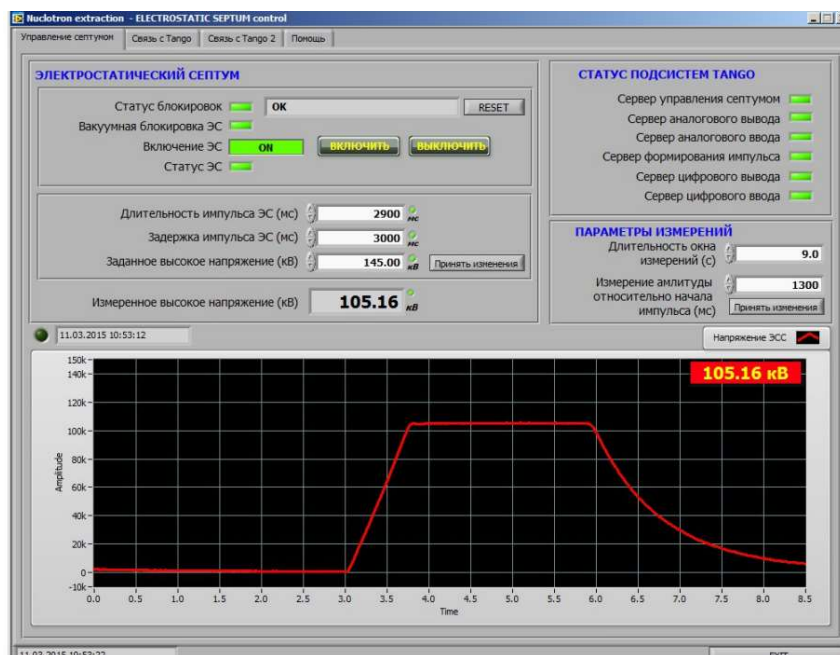 Nuclotron extraction - ELECTROSTATIC SEPTUM control
Управление септумом
Связь с Tango
Связь с Tango 2
Помощь
ЭЛЕКТРОСТАТИЧЕСКИЙ СЕПТУМ
Статус блокировок
OK
RESET
Вакуумная блокировка ЭС
Включение ЭС
ON
ВКЛЮЧИТЬ
ВЫКЛЮЧИТЬ
Статус ЭС
Длительность импульса ЭС (мс)
2900
мс
Задержка импульса ЭС (мс)
3000
мс
Заданное высокое напряжение (кВ)
145.00
кВ
Принять изменения
Измеренное высокое напряжение (кВ)
105.16
кВ
СТАТУС ПОДСИСТЕМ TANGO
Сервер управления септумом
Сервер аналогового вывода
Сервер аналогового ввода
Сервер формирования импульса
Сервер цифрового вывода
Сервер цифрового ввода
ПАРАМЕТРЫ ИЗМЕРЕНИЙ
Длительность окна
измерений (с)
9.0
Измерение амлитуды
относительно начала
импульса (мс)
1300
Принять изменения
11.03.2015 10:53:12
Напряжение ЭСС
105.16 кВ
Amplitude
150k
140k
120k
100k
80k
60k
40k
20k
0
-10k
0.0 0.5 1.0 1.5 2.0 2.5 3.0 3.5 4.0 4.5 5.0 5.5 6.0 6.5 7.0 7.5 8.0 8.5
Time
11.03.2015 10:53:22
EXIT